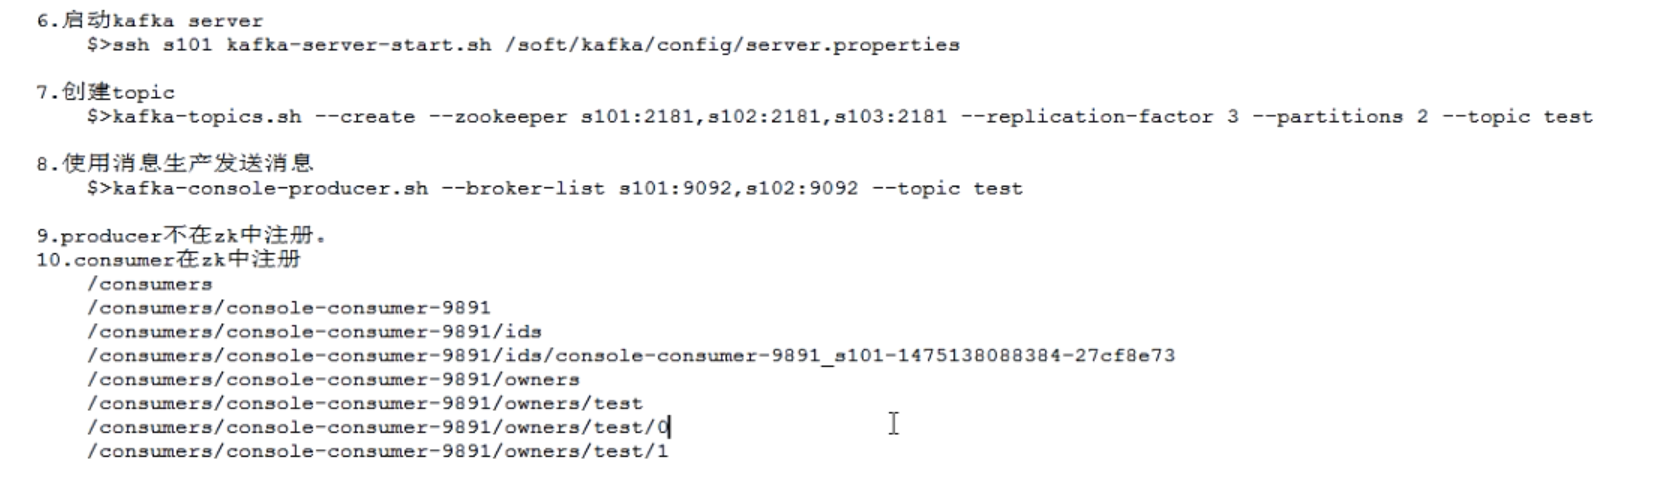 6.启动kafka server
$>ssh s101 kafka-server-start.sh /soft/kafka/config/server.properties
7.创建topic
$>kafka-topics.sh --create --zookeeper s101:2181,s102:2181,s103:2181 --replication-factor 3 --partitions 2 --topic test
8.使用消息生产发送消息
$>kafka-console-producer.sh --broker-list s101:9092,s102:9092 --topic test
9.producer不在zk中注册。
10.consumer在zk中注册
/consumers
/consumers/console-consumer-9891
/consumers/console-consumer-9891/ids
/consumers/console-consumer-9891/ids/console-consumer-9891_s101-1475138088384-27cf8e73
/consumers/console-consumer-9891/owners
/consumers/console-consumer-9891/owners/test
/consumers/console-consumer-9891/owners/test/0
/consumers/console-consumer-9891/owners/test/1